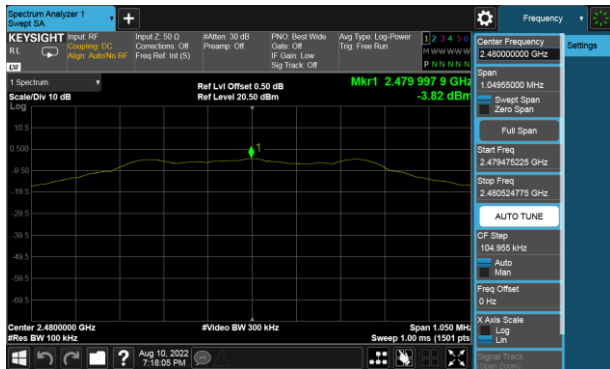 Spectrum Analyzer 1
Swept SA
Frequency
KEYSIGHT
RL
LXI
Input: RF
Coupling: DC
Align: Auto/No RF
Input Z: 50 Ω
Corrections: Off
Freq Ref: Int (S)
#Atten: 30 dB
Preamp: Off
PNO: Best Wide
Gate: Off
IF Gain: Low
Sig Track: Off
Avg Type: Log-Power
Trig: Free Run
1 2 3 4 5 6
M W W W W W
P N N N N N
1 Spectrum
Scale/Div 10 dB
Log
Ref Lvl Offset 0.50 dB
Ref Level 20.50 dBm
Mkr1 2.479 997 9 GHz
-3.82 dBm
10.5
0.500
-9.50
-19.5
-29.5
-39.5
-49.5
-59.5
-69.5
1
Center 2.4800000 GHz
#Res BW 100 kHz
#Video BW 300 kHz
Span 1.050 MHz
Sweep 1.00 ms (1501 pts
Center Frequency
2.480000000 GHz
Settings
Span
1.04955000 MHz
Swept Span
Zero Span
Full Span
Start Freq
2.479475225 GHz
Stop Freq
2.480524775 GHz
AUTO TUNE
CF Step
104.955 kHz
Auto
Man
Freq Offset
0 Hz
X Axis Scale
Log
Lin
Signal Track
(Span Zoom)
?
Aug 10, 2022
7:18:05 PM